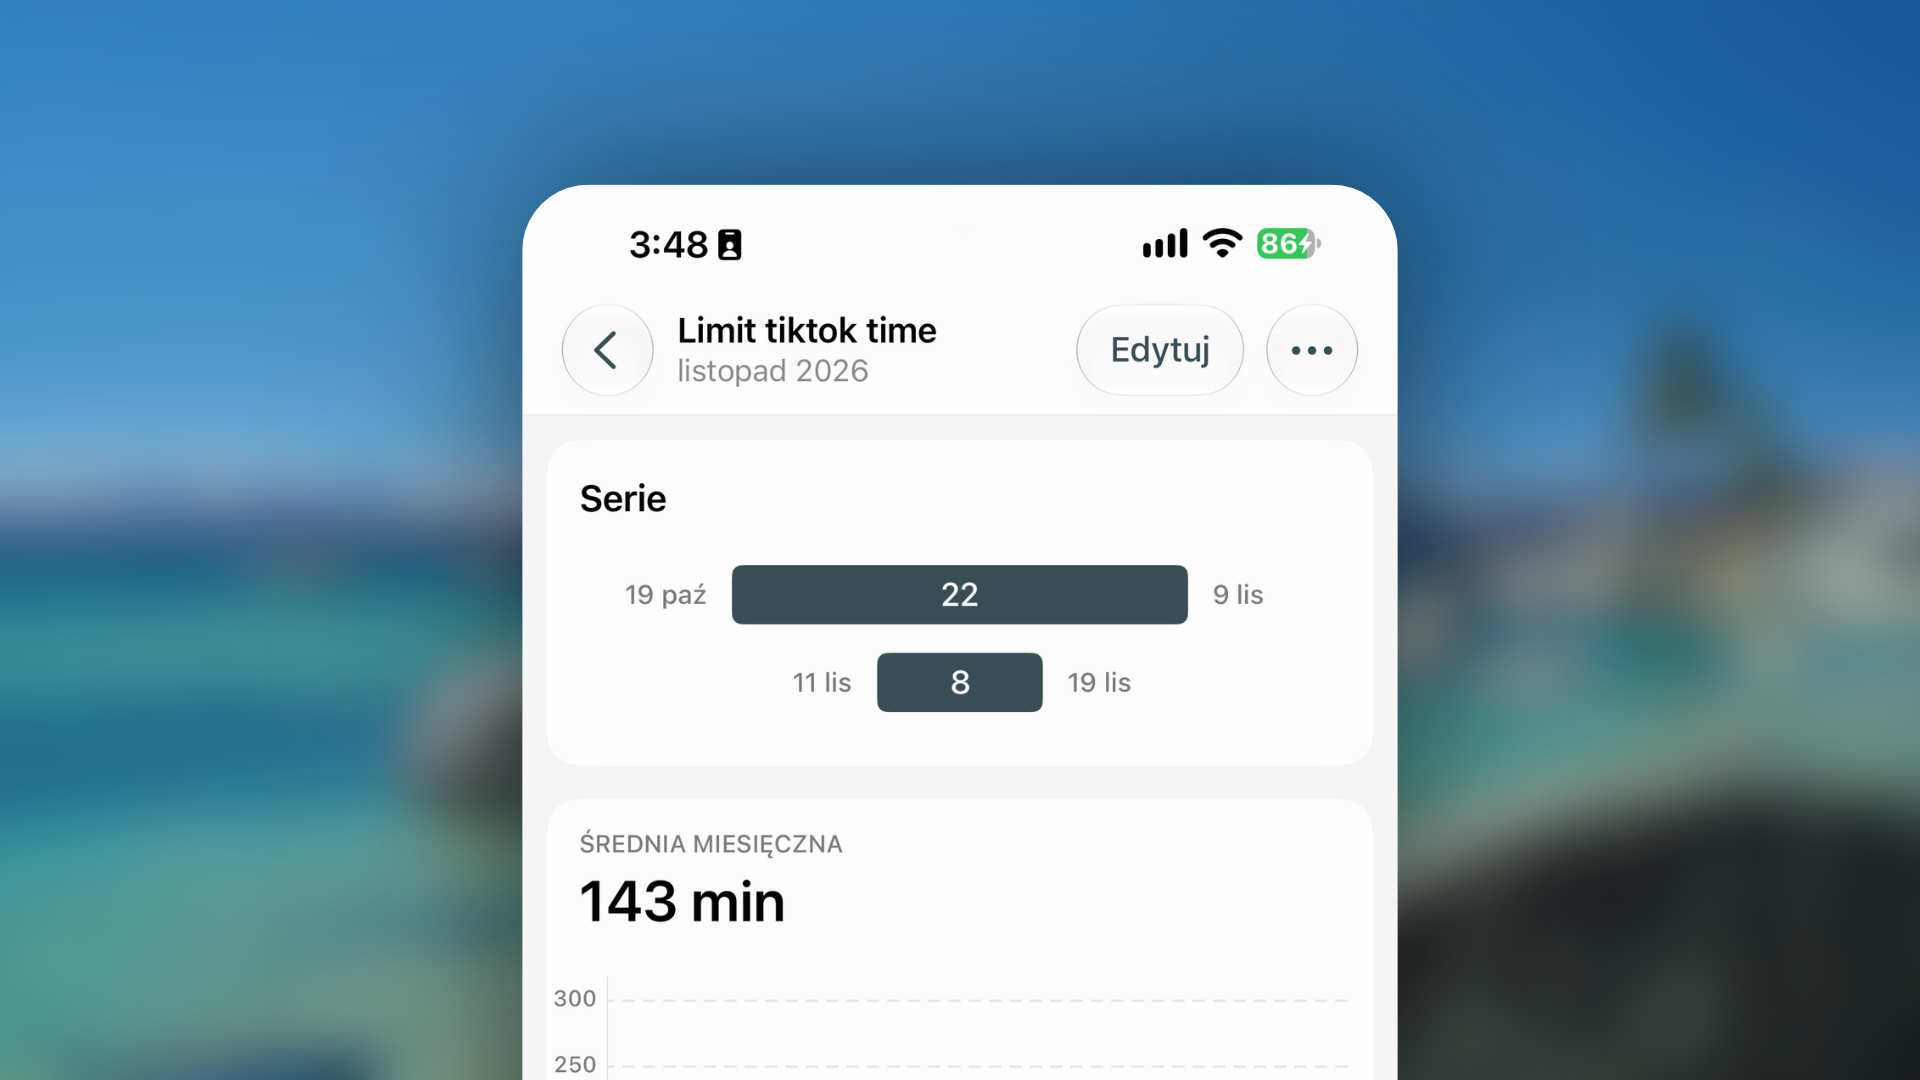 3:48
86
Limit tiktok time
listopad 2026
Edytuj
Serie
19 paź 22 9 lis
11 lis 8 19 lis
ŚREDNIA MIESIĘCZNA
143 min
300
250